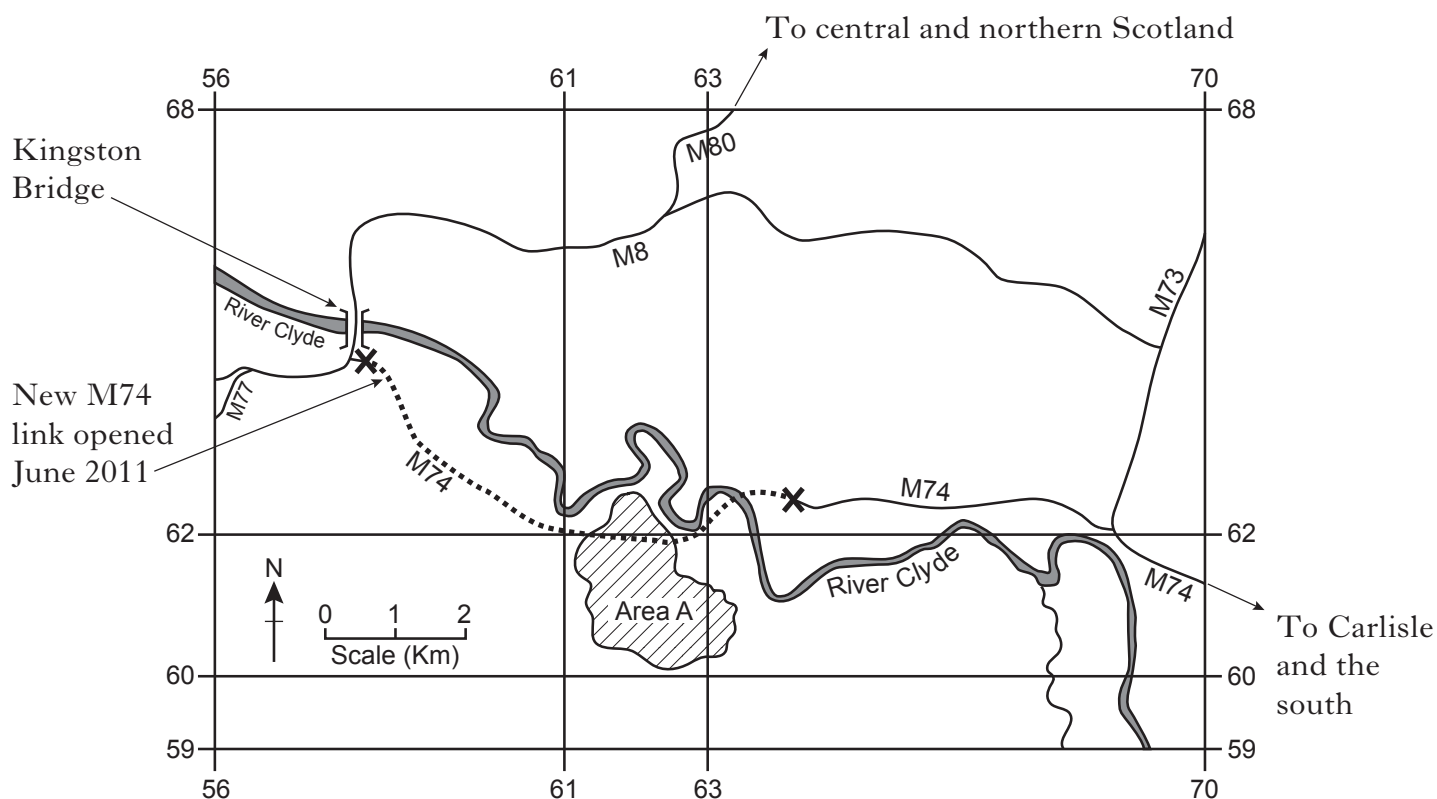 To central and northern Scotland
56
61
63
70
68
68
Kingston
Bridge
M80
M8
M73
River Clyde
M77
New M74
link opened
June 2011
M74
M74
62
62
N
0 1 2
Scale (Km)
Area A
River Clyde
M74
To Carlisle
and the
south
60
60
59
59
56
61
63
70